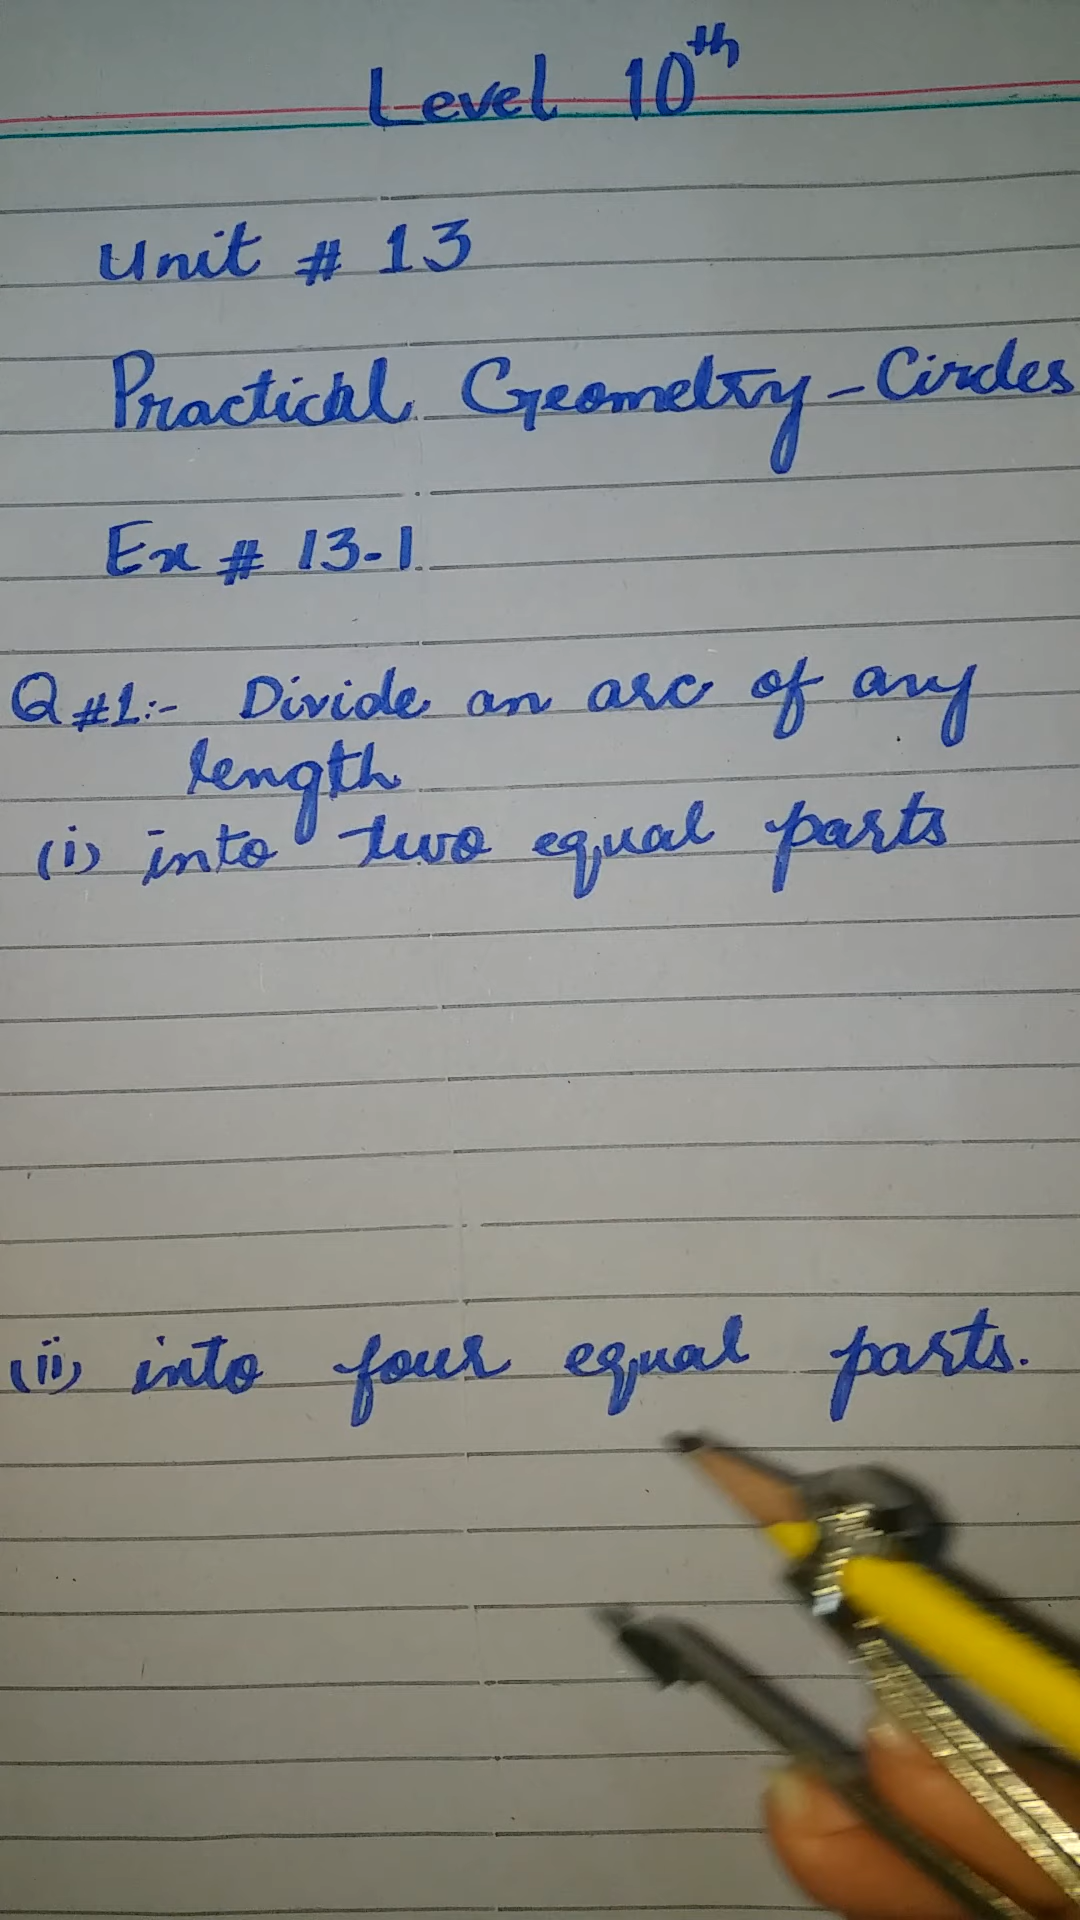 Level 10th
Unit # 13
Practical Geometry - Circles
Ex # 13-1
Q#1:- Divide an arc of any
length
(i) into two equal parts
(ii) into four equal parts.